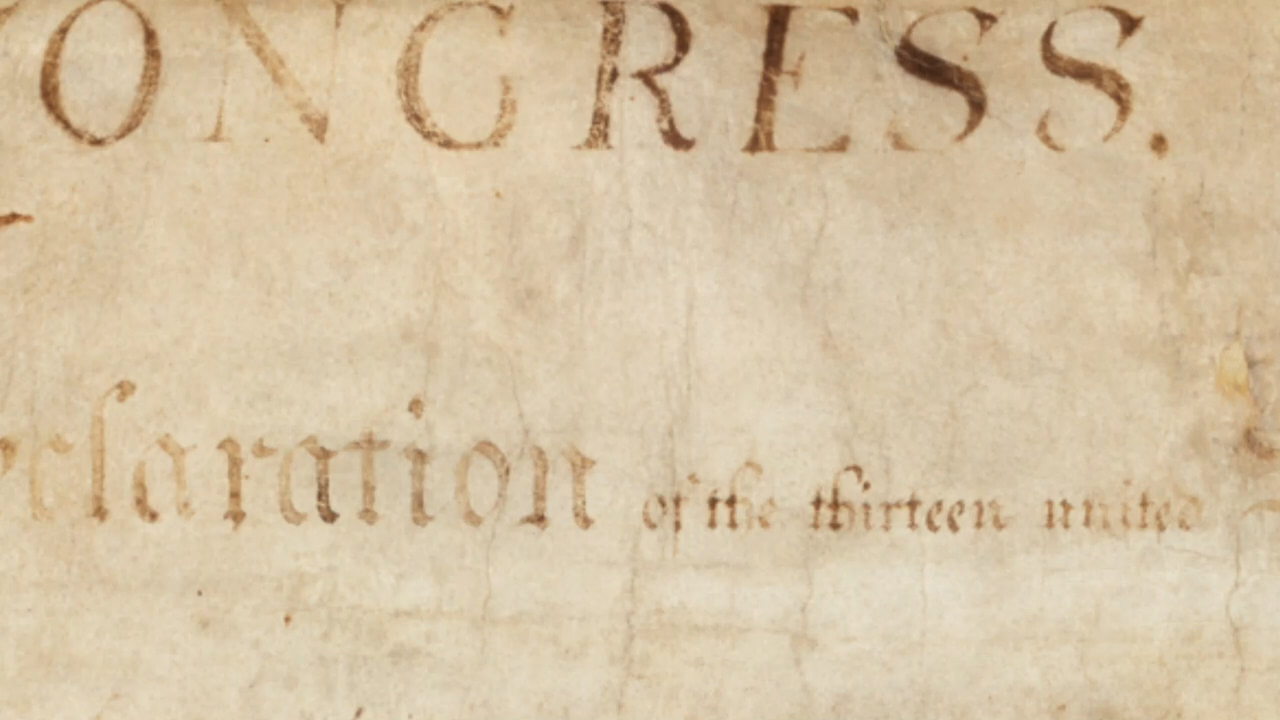 ONGRESS.
claration of the thirteen united